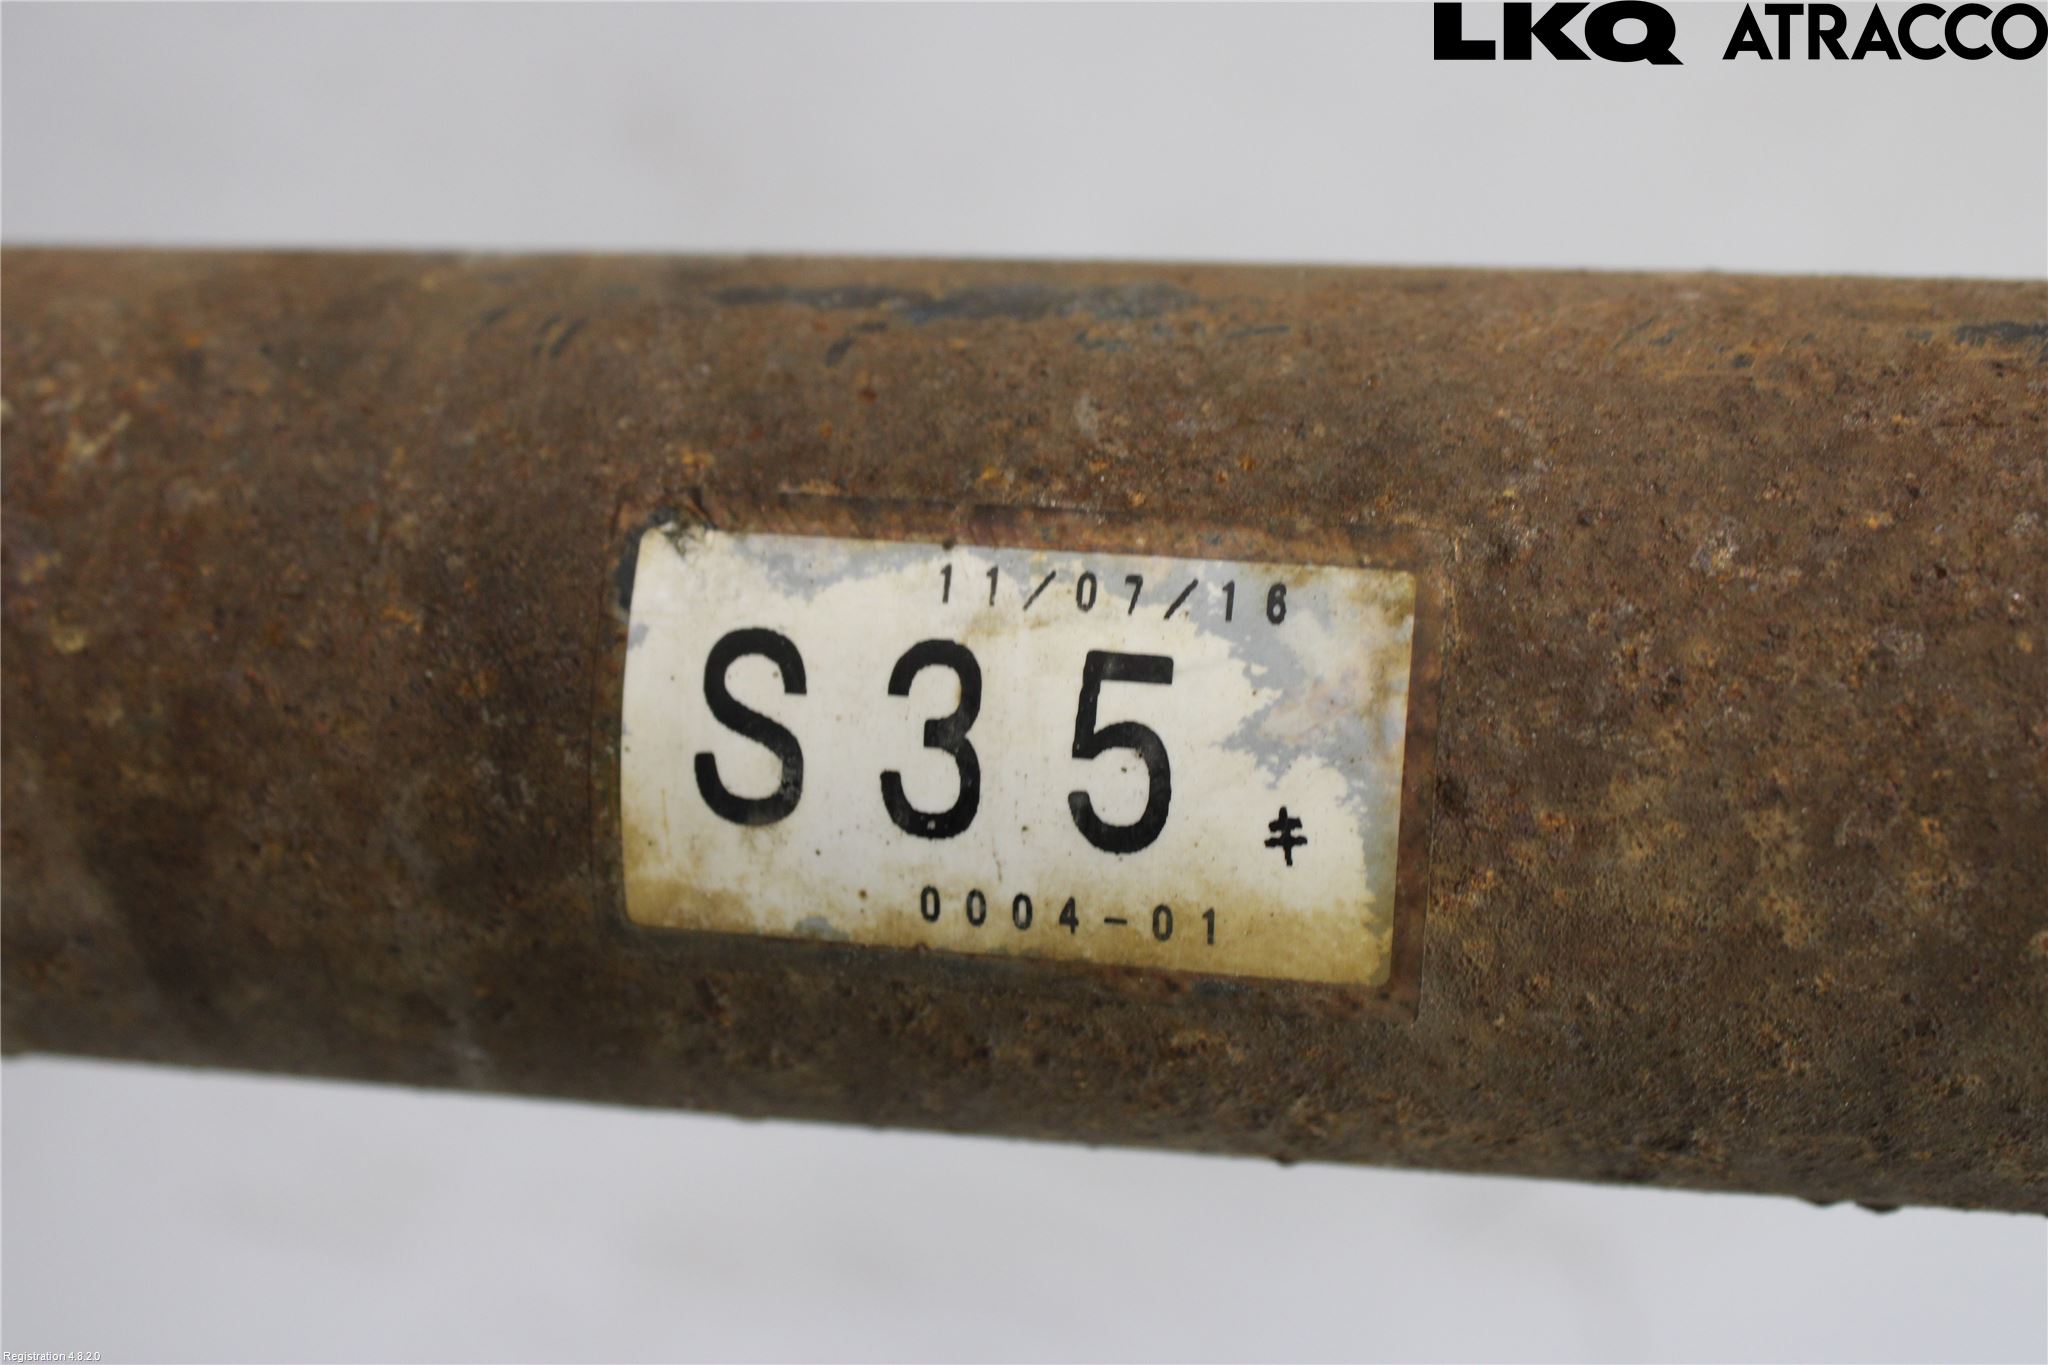 LKQ ATRACCO
11/07/16
S35 キ
0004-01
Registration 4.8.2.0